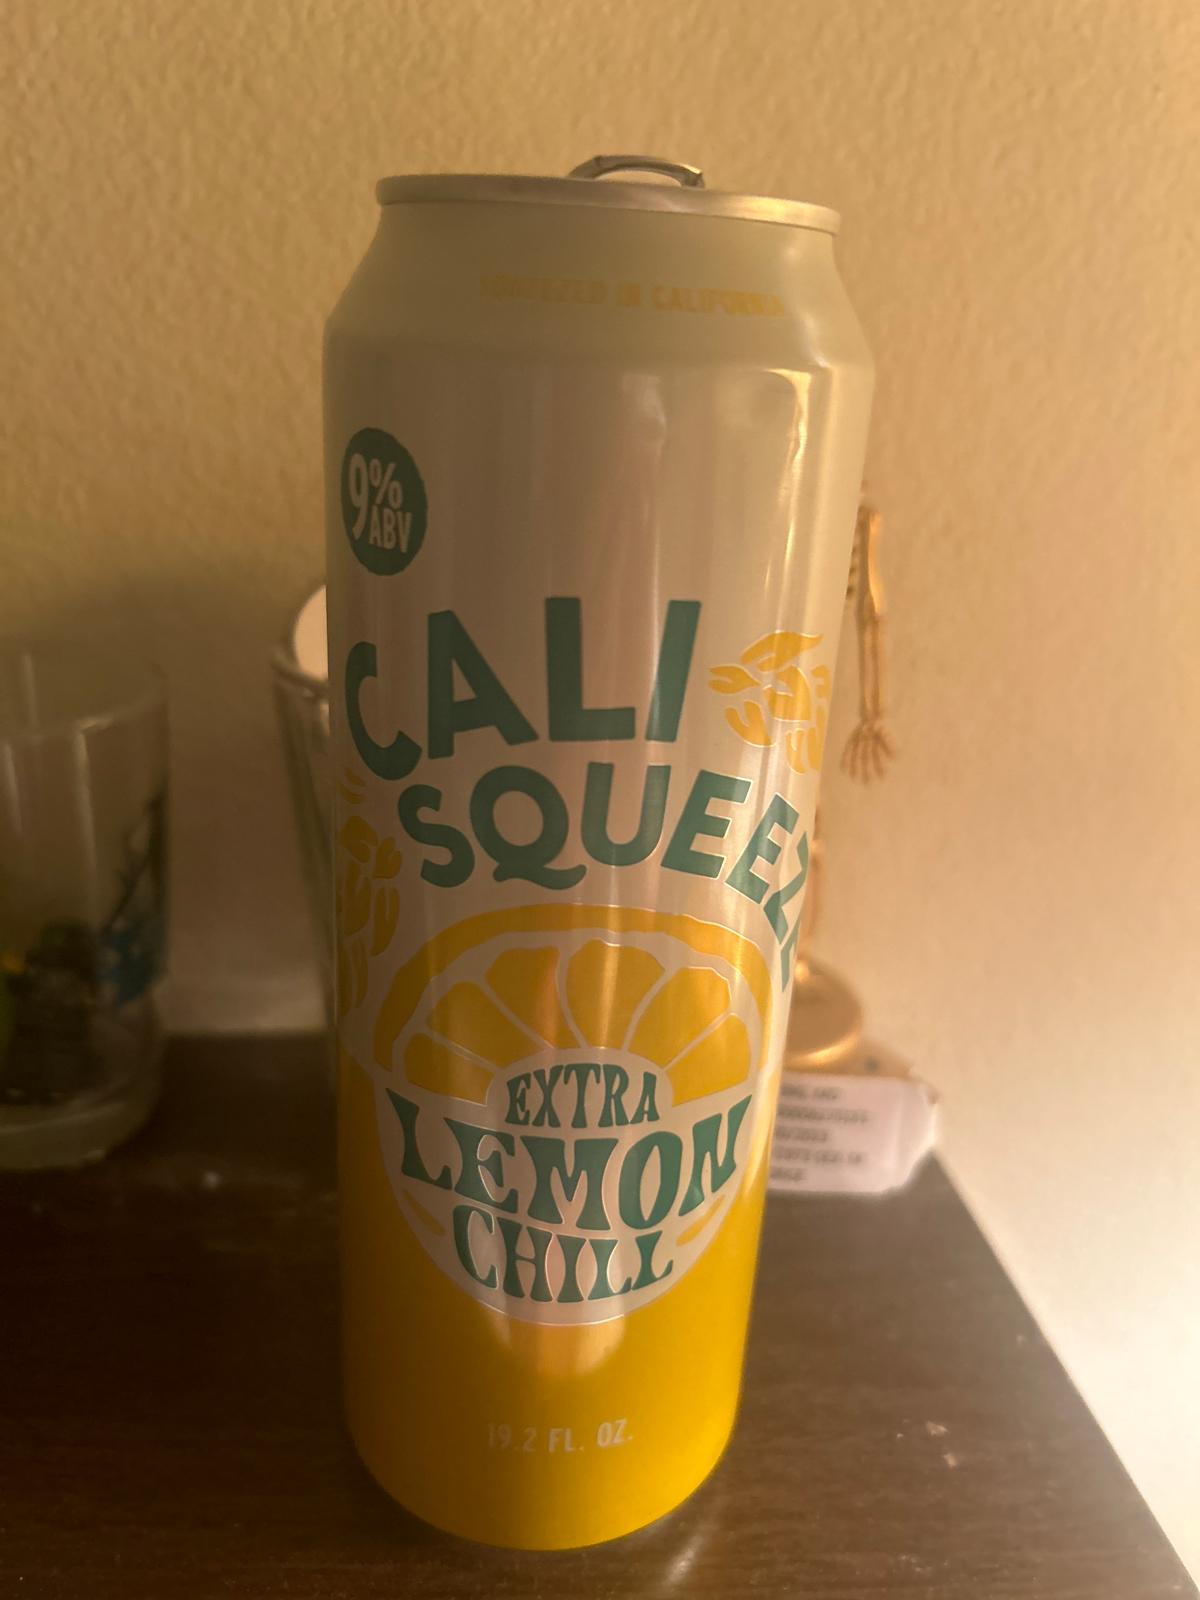 SQUEEZED IN CALIFORNIA
9%
ABV
CALI
SQUEEZE
EXTRA
LEMON
CHILL
19.2 FL. OZ.